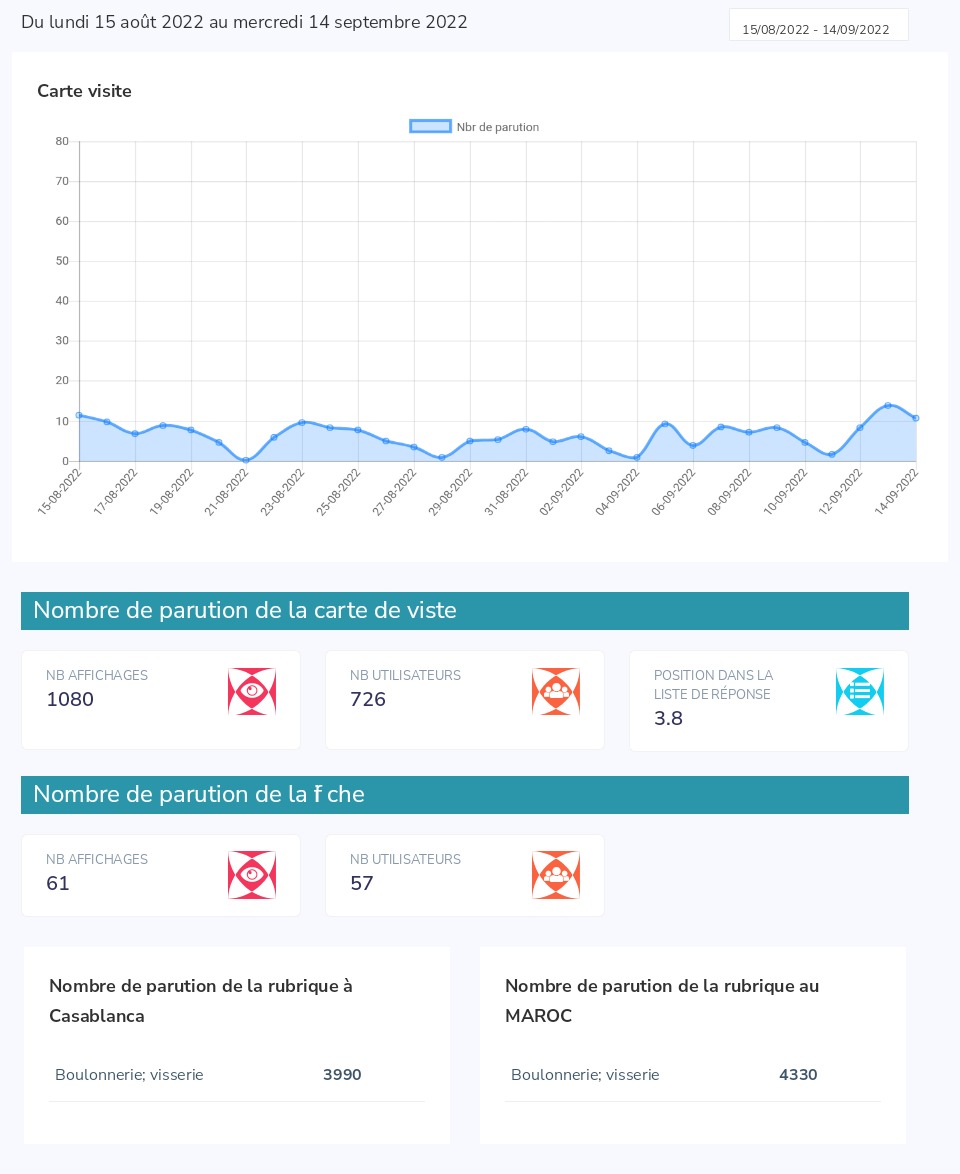 Du lundi 15 août 2022 au mercredi 14 septembre 2022
15/08/2022 - 14/09/2022
Carte visite
Nbr de parution
80
70
60
50
40
30
20
10
0
15-08-2022
17-08-2022
19-08-2022
21-08-2022
23-08-2022
25-08-2022
27-08-2022
29-08-2022
31-08-2022
02-09-2022
04-09-2022
06-09-2022
08-09-2022
10-09-2022
12-09-2022
14-09-2022
Nombre de parution de la carte de viste
NB AFFICHAGES
1080
NB UTILISATEURS
726
POSITION DANS LA
LISTE DE RÉPONSE
3.8
Nombre de parution de la f che
NB AFFICHAGES
61
NB UTILISATEURS
57
Nombre de parution de la rubrique à
Casablanca
Boulonnerie; visserie 3990
Nombre de parution de la rubrique au
MAROC
Boulonnerie; visserie 4330